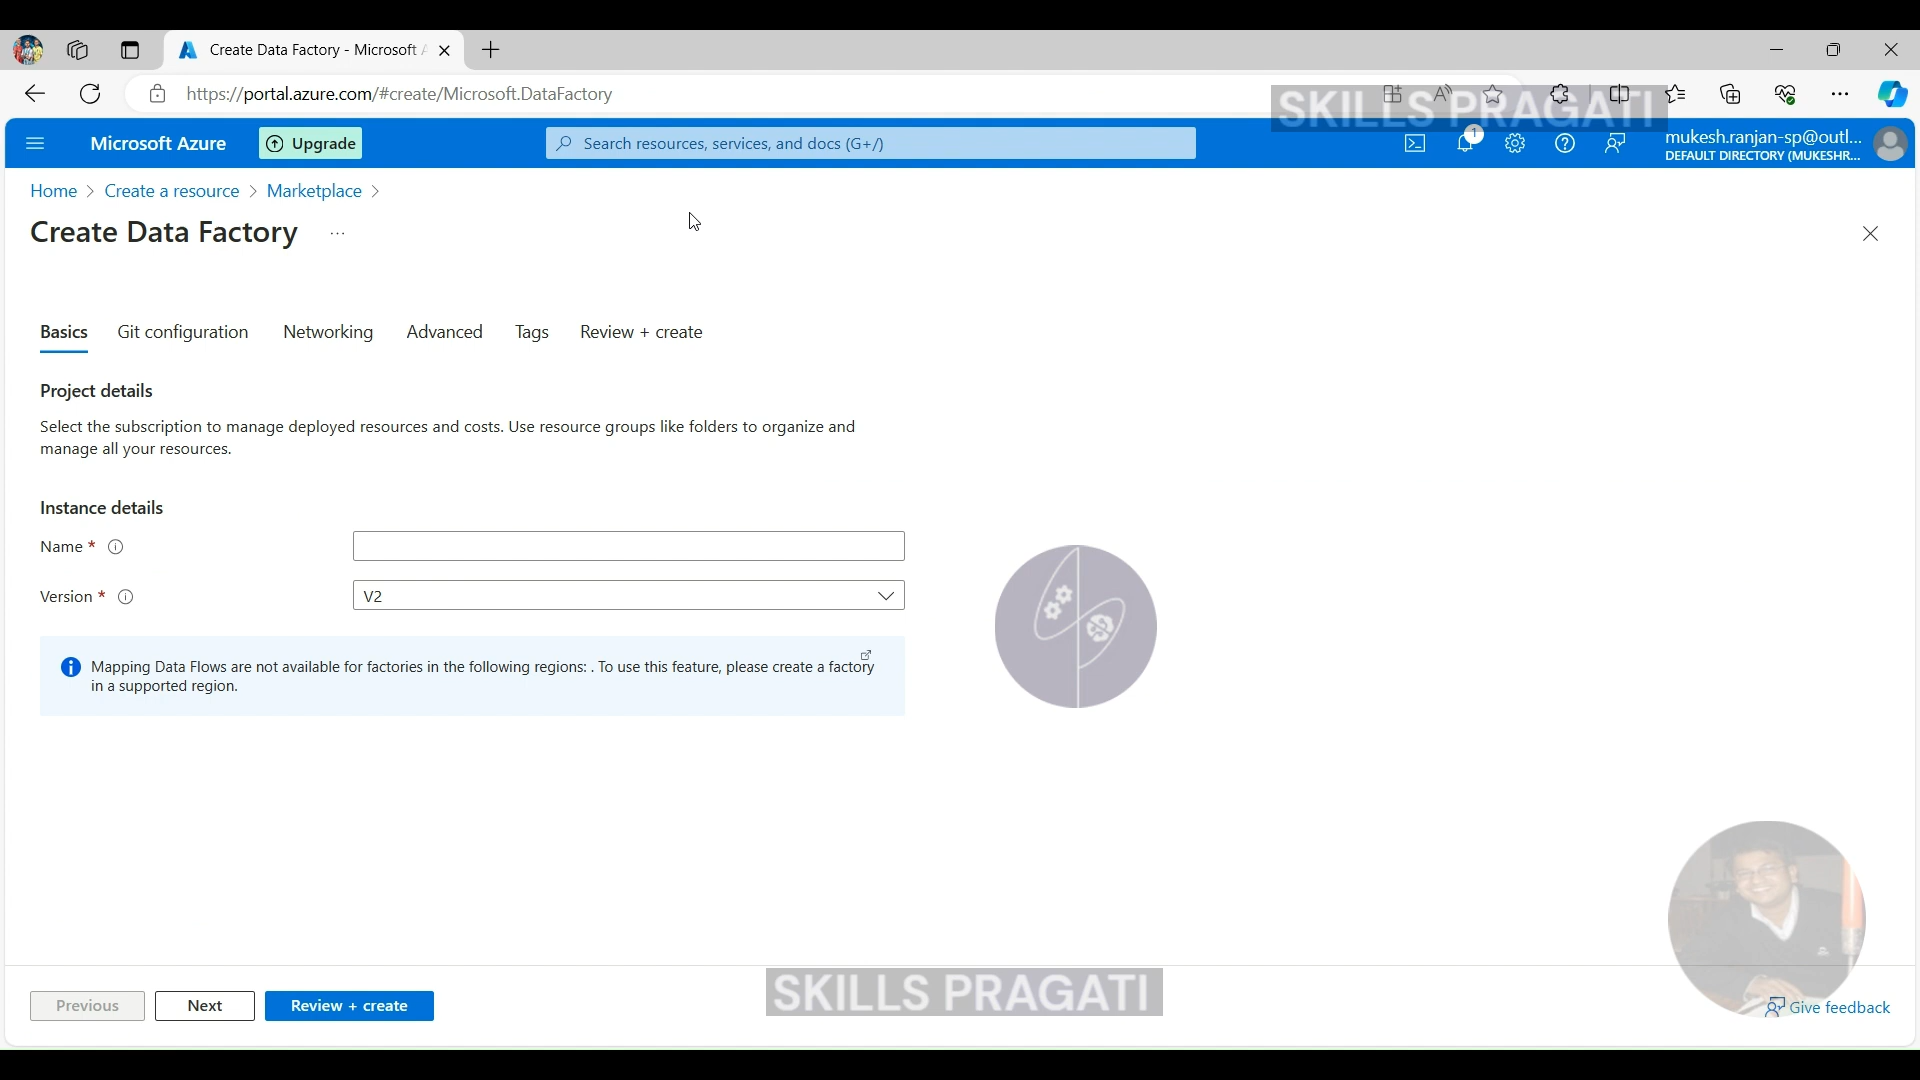 Create Data Factory - Microsoft A
https://portal.azure.com/#create/Microsoft.DataFactory
SKILLS PRAGATI
Microsoft Azure
Upgrade
Search resources, services, and docs (G+/)
1
mukesh.ranjan-sp@outl...
DEFAULT DIRECTORY (MUKESHR...
Home > Create a resource > Marketplace >
Create Data Factory ...
Basics Git configuration Networking Advanced Tags Review + create
Project details
Select the subscription to manage deployed resources and costs. Use resource groups like folders to organize and
manage all your resources.
Instance details
Name *
Version *
V2
Mapping Data Flows are not available for factories in the following regions: . To use this feature, please create a factory
in a supported region.
Previous
Next
Review + create
SKILLS PRAGATI
Give feedback